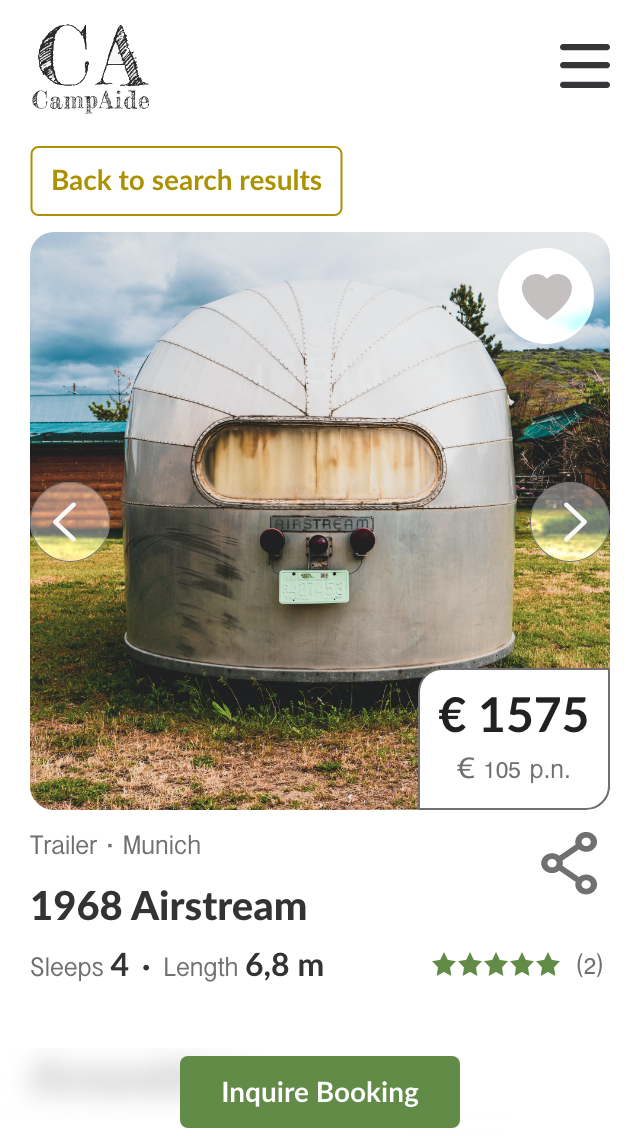 CA
CampAide
Back to search results
AIRSTREAM
€ 1575
€ 105 p.n.
Trailer · Munich
1968 Airstream
Sleeps 4 · Length 6,8 m
(2)
Inquire Booking